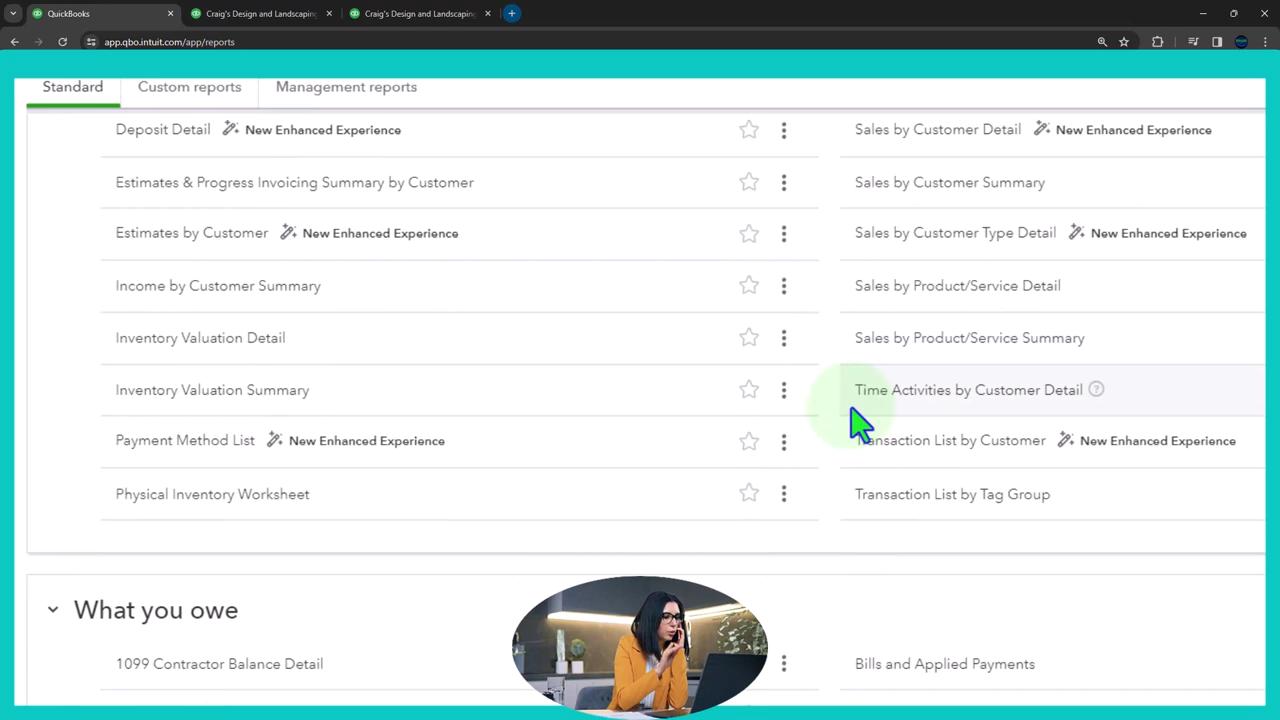 QuickBooks
Craig's Design and Landscaping
Craig's Design and Landscaping
app.qbo.intuit.com/app/reports
Standard
Custom reports
Management reports
Deposit Detail New Enhanced Experience
Sales by Customer Detail New Enhanced Experience
Estimates & Progress Invoicing Summary by Customer
Sales by Customer Summary
Estimates by Customer New Enhanced Experience
Sales by Customer Type Detail New Enhanced Experience
Income by Customer Summary
Sales by Product/Service Detail
Inventory Valuation Detail
Sales by Product/Service Summary
Inventory Valuation Summary
Time Activities by Customer Detail ?
Payment Method List New Enhanced Experience
Transaction List by Customer New Enhanced Experience
Physical Inventory Worksheet
Transaction List by Tag Group
What you owe
1099 Contractor Balance Detail
Bills and Applied Payments